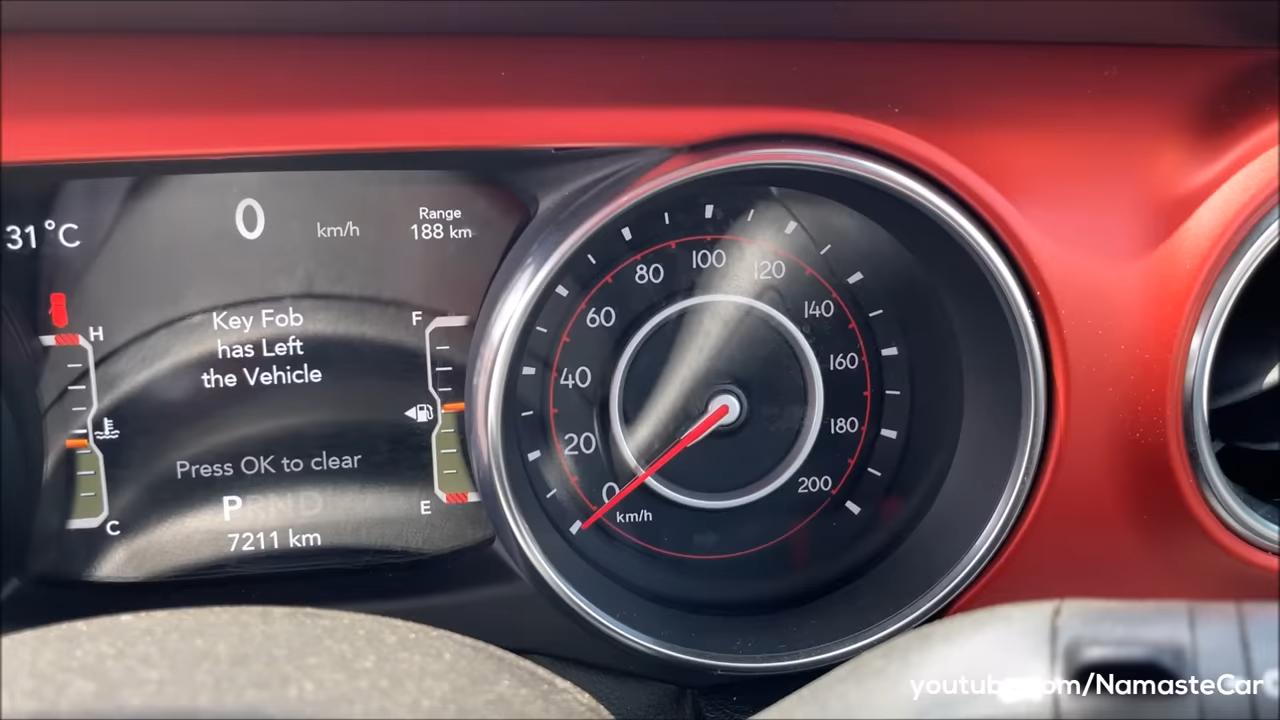 31°C
0 km/h
Range
188 km
H
C
Key Fob
has Left
the Vehicle
Press OK to clear
PRND
7211 km
F
E
0
20
40
60
80
100
120
140
160
180
200
km/h
youtube.com/NamasteCar